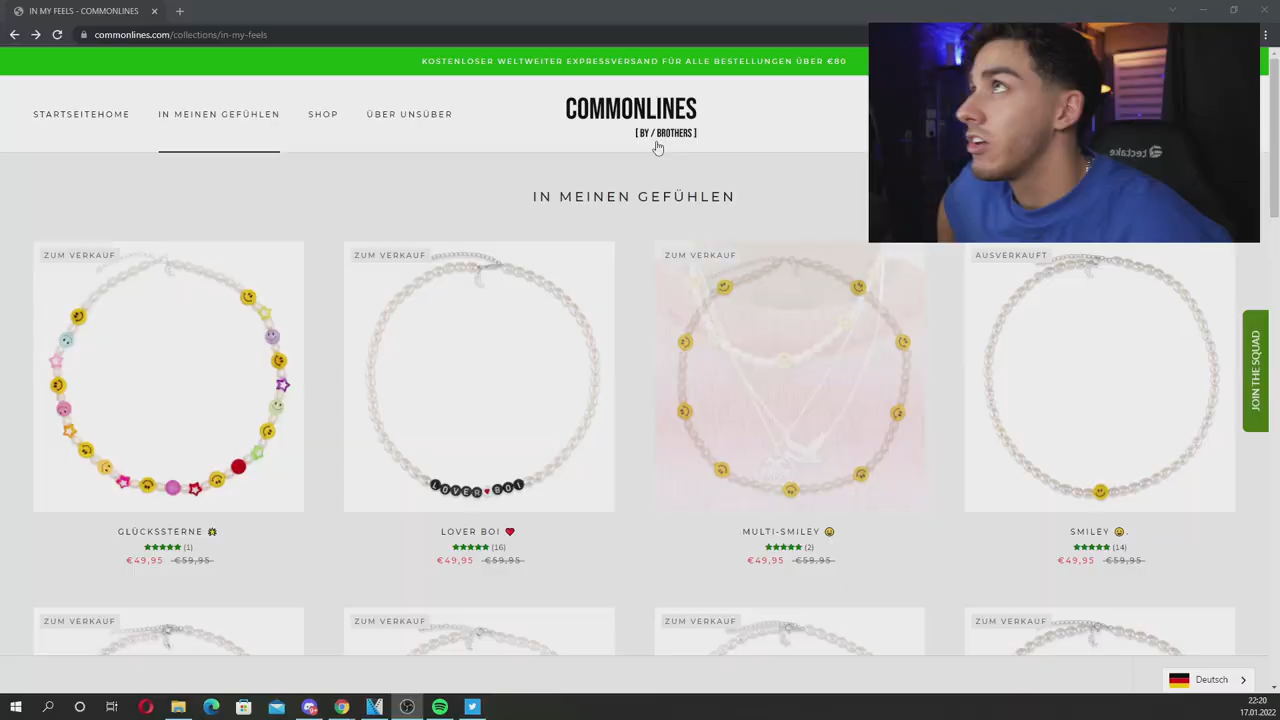 IN MY FEELS - COMMONLINES
commonlines.com/collections/in-my-feels
KOSTENLOSER WELTWEITER EXPRESSVERSAND FÜR ALLE BESTELLUNGEN ÜBER €80
STARTSEITEHOME IN MEINEN GEFÜHLEN SHOP ÜBER UNSÜBER
COMMONLINES
[ BY / BROTHERS ]
tectake
IN MEINEN GEFÜHLEN
ZUM VERKAUF ZUM VERKAUF ZUM VERKAUF AUSVERKAUFT
LOVER BOI
JOIN THE SQUAD
GLÜCKSSTERNE LOVER BOI ❤️ MULTI-SMILEY SMILEY .
★★★★★ (1) ★★★★★ (16) ★★★★★ (2) ★★★★★ (14)
€49,95 €59,95 €49,95 €59,95 €49,95 €59,95 €49,95 €59,95
ZUM VERKAUF ZUM VERKAUF ZUM VERKAUF ZUM VERKAUF
Deutsch
22:20
17.01.2022